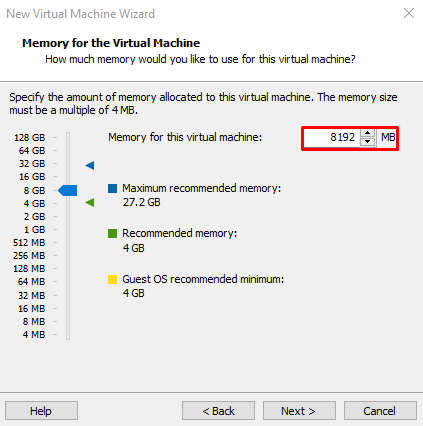 New Virtual Machine Wizard
Memory for the Virtual Machine
How much memory would you like to use for this virtual machine?
Specify the amount of memory allocated to this virtual machine. The memory size
must be a multiple of 4 MB.
Memory for this virtual machine: 8192 MB
128 GB
64 GB
32 GB
16 GB
8 GB
4 GB
2 GB
1 GB
512 MB
256 MB
128 MB
64 MB
32 MB
16 MB
8 MB
4 MB
Maximum recommended memory:
27.2 GB
Recommended memory:
4 GB
Guest OS recommended minimum:
4 GB
Help
< Back
Next >
Cancel